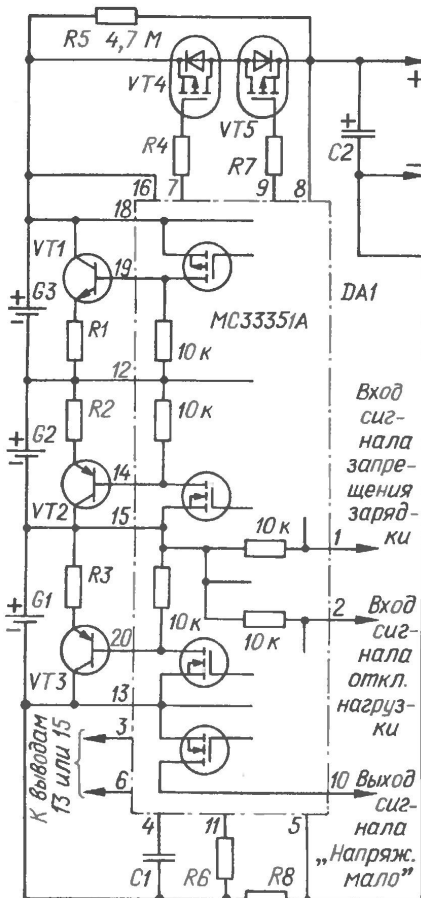 R5 4,7 М
VT4
VT5
+
+
C2
−
R4
R7
16
7
9
8
18
VT1
19
DA1
+
G3
−
R1
МС33351А
10 к
12
R2
10 к
Вход
сиг-
нала
запре-
щения
заряд-
ки
+
G2
−
14
VT2
15
10 к
1
R3
+
G1
−
10 к
10 к
2
Вход
сиг-
нала
откл.
нагруз-
ки
20
VT3
13
3
К выводам
13 или 15
6
10
Выход
сиг-
нала
„Напряж.
мало"
4
11
5
C1
R6
R8